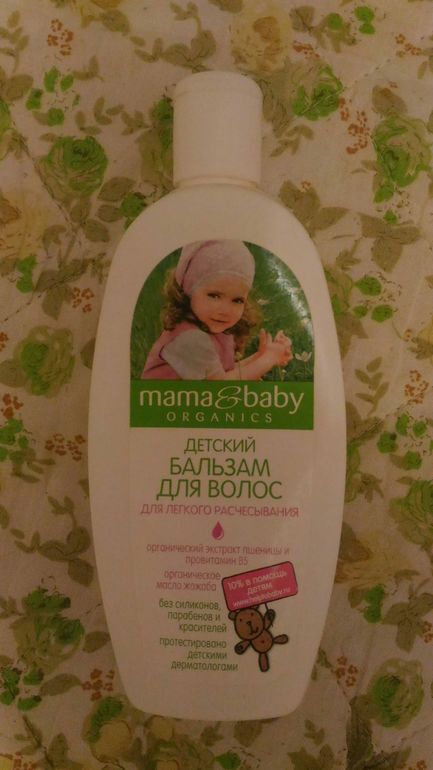 mama&baby
ORGANICS
ДЕТСКИЙ
БАЛЬЗАМ
ДЛЯ ВОЛОС
ДЛЯ ЛЕГКОГО РАСЧЕСЫВАНИЯ
органический экстракт пшеницы и
провитамин B5
органическое
масло жожоба
без силиконов,
парабенов и
красителей
протестировано
детскими
дерматологами
10% в помощь
детям